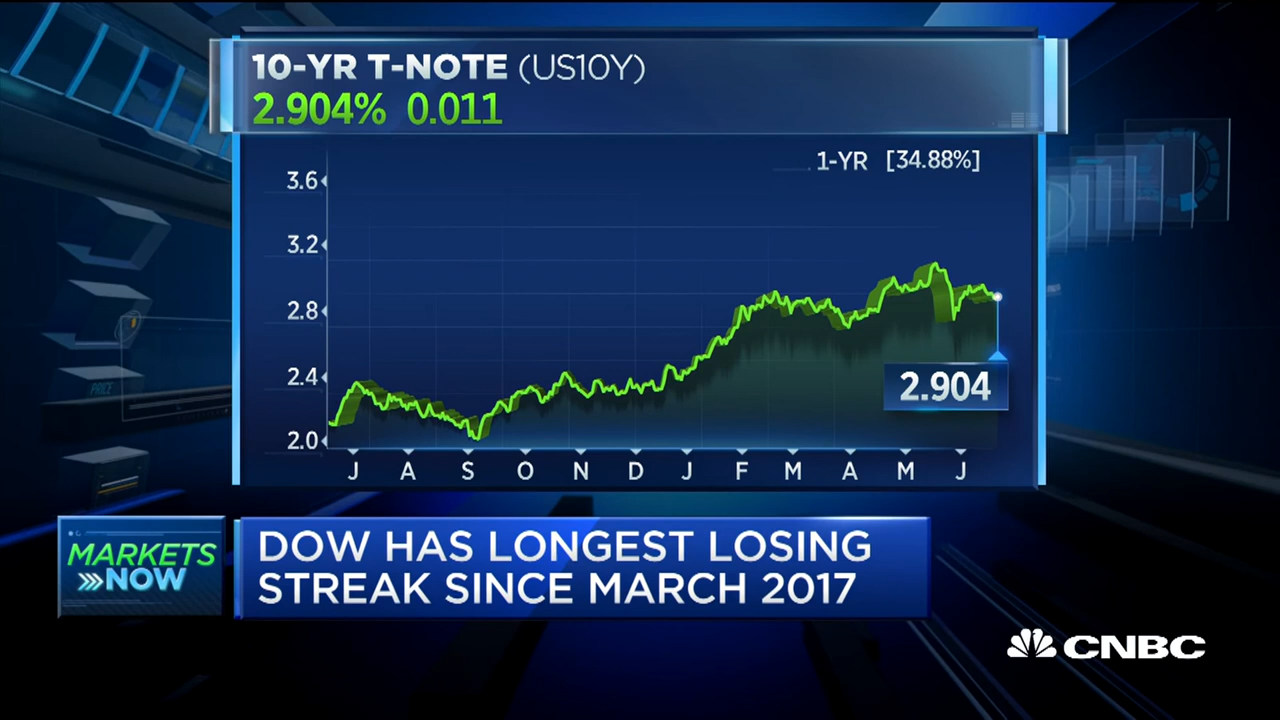 10-YR T-NOTE (US10Y)
2.904% 0.011
1-YR [34.88%]
3.6
3.2
2.8
2.4
2.0
2.904
J A S O N D J F M A M J
PRICE
MARKETS
NOW
DOW HAS LONGEST LOSING
STREAK SINCE MARCH 2017
CNBC